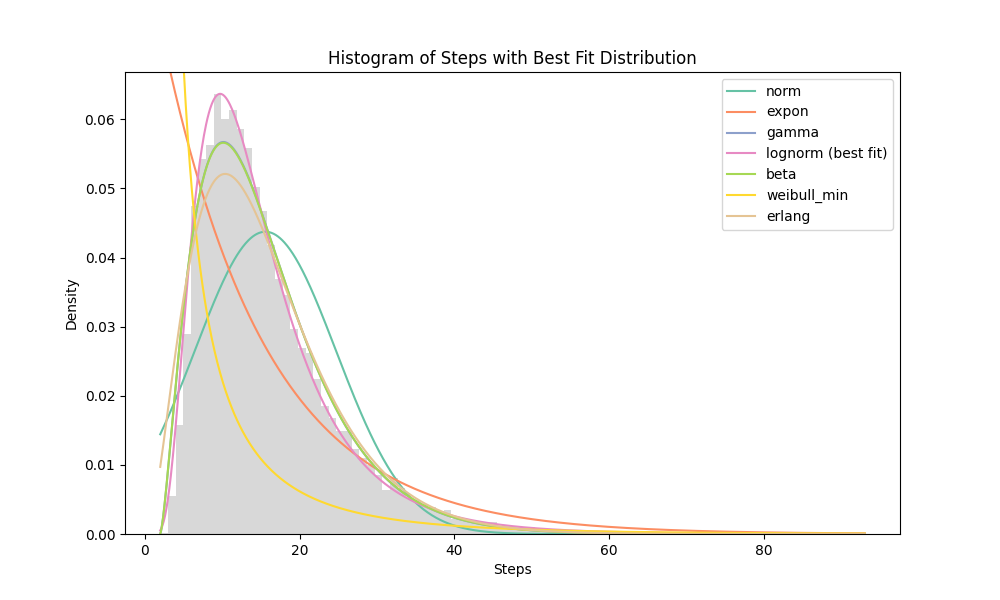 Histogram of Steps with Best Fit Distribution
norm
expon
gamma
lognorm (best fit)
beta
weibull_min
erlang
Density
0.06
0.05
0.04
0.03
0.02
0.01
0.00
0 20 40 60 80
Steps